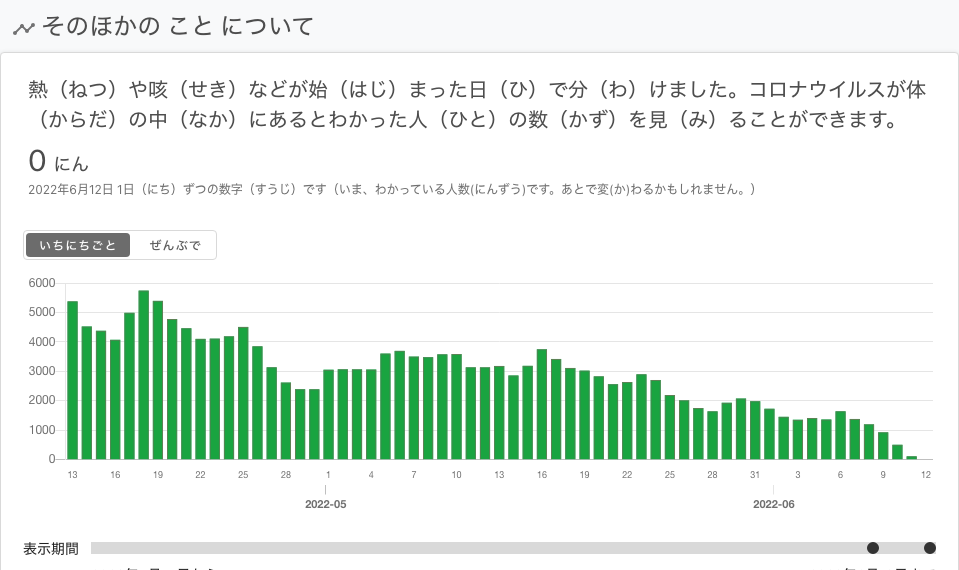 そのほかの こと について
熱（ねつ）や咳（せき）などが始（はじ）まった日（ひ）で分（わ）けました。コロナウイルスが体
（からだ）の中（なか）にあるとわかった人（ひと）の数（かず）を見（み）ることができます。
0 にん
2022年6月12日 1日（にち）ずつの数字（すうじ）です（いま、わかっている人数(にんずう)です。あとで変(か)わるかもしれません。）
いちにちごと ぜんぶで
6000
5000
4000
3000
2000
1000
0
13 16 19 22 25 28 1 4 7 10 13 16 19 22 25 28 31 3 6 9 12
2022-05 2022-06
表示期間